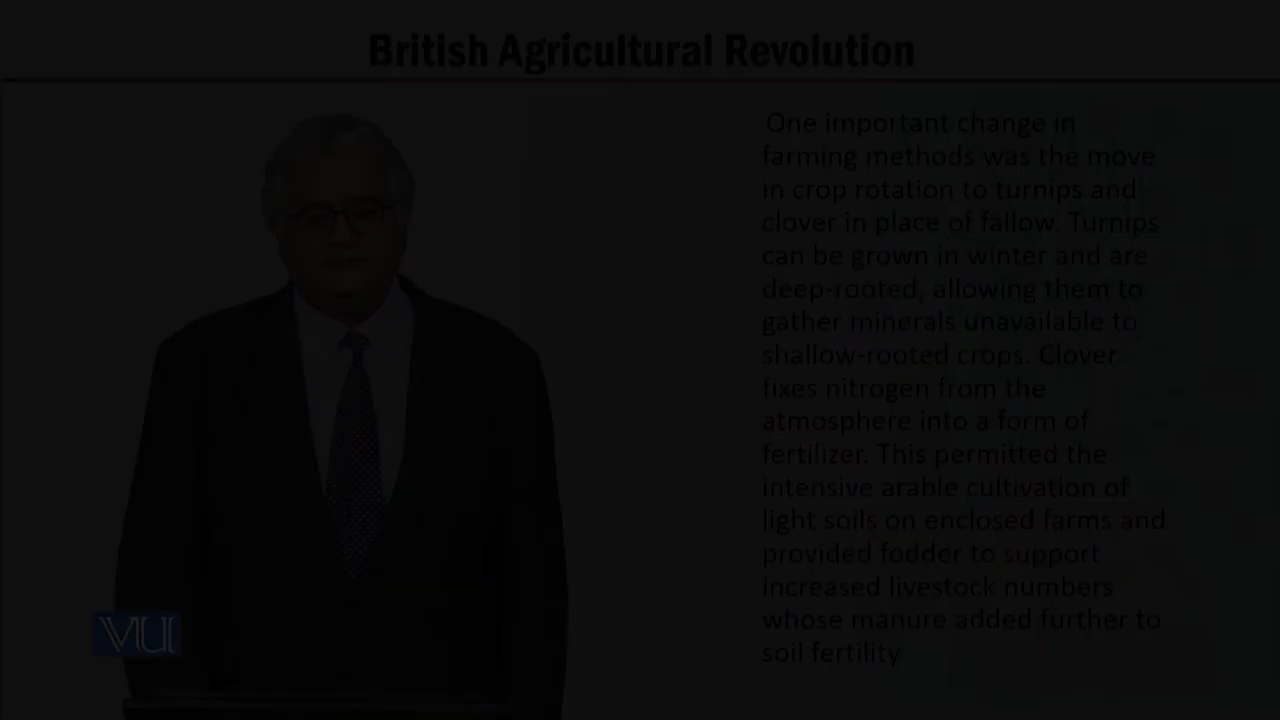 British Agricultural Revolution
One important change in
farming methods was the move
in crop rotation to turnips and
clover in place of fallow. Turnips
can be grown in winter and are
deep-rooted, allowing them to
gather minerals unavailable to
shallow-rooted crops. Clover
fixes nitrogen from the
atmosphere into a form of
fertilizer. This permitted the
intensive arable cultivation of
light soils on enclosed farms and
provided fodder to support
increased livestock numbers
whose manure added further to
soil fertility
VU